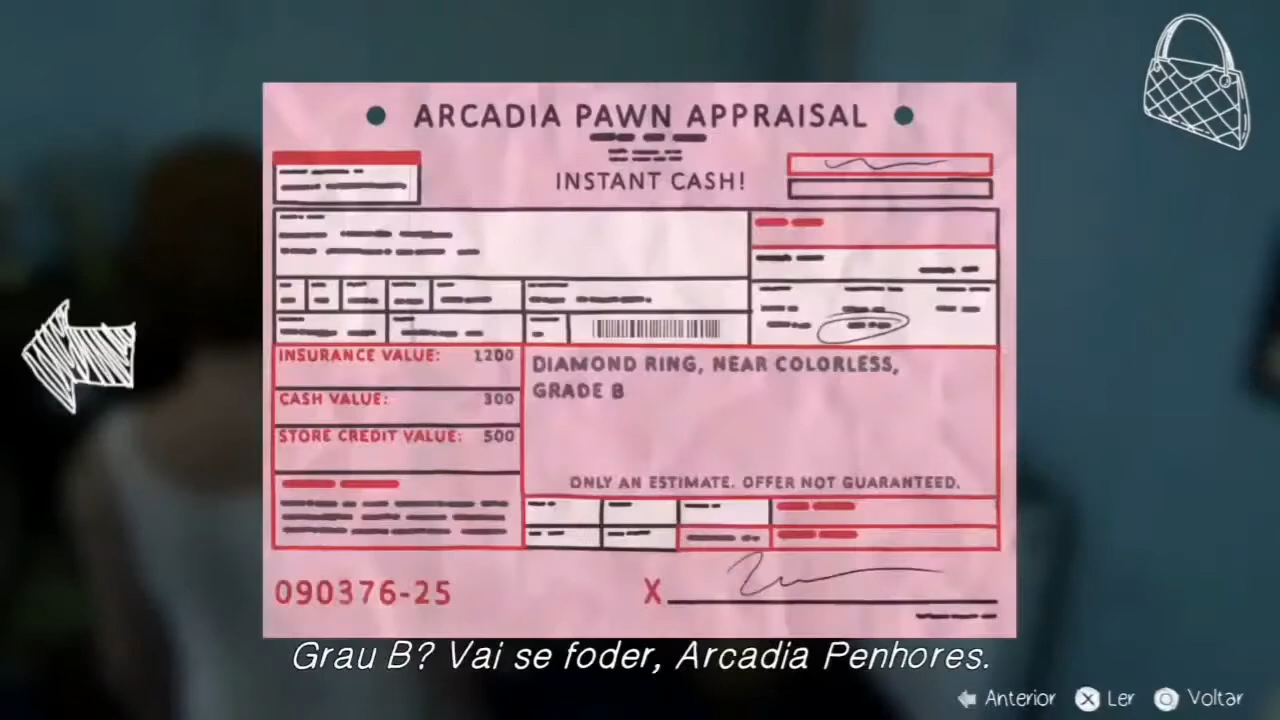 ARCADIA PAWN APPRAISAL
INSTANT CASH!
INSURANCE VALUE: 1200
CASH VALUE: 300
STORE CREDIT VALUE: 500
DIAMOND RING, NEAR COLORLESS,
GRADE B
ONLY AN ESTIMATE. OFFER NOT GUARANTEED.
090376-25
X
Grau B? Vai se foder, Arcadia Penhores.
Anterior Ler Voltar